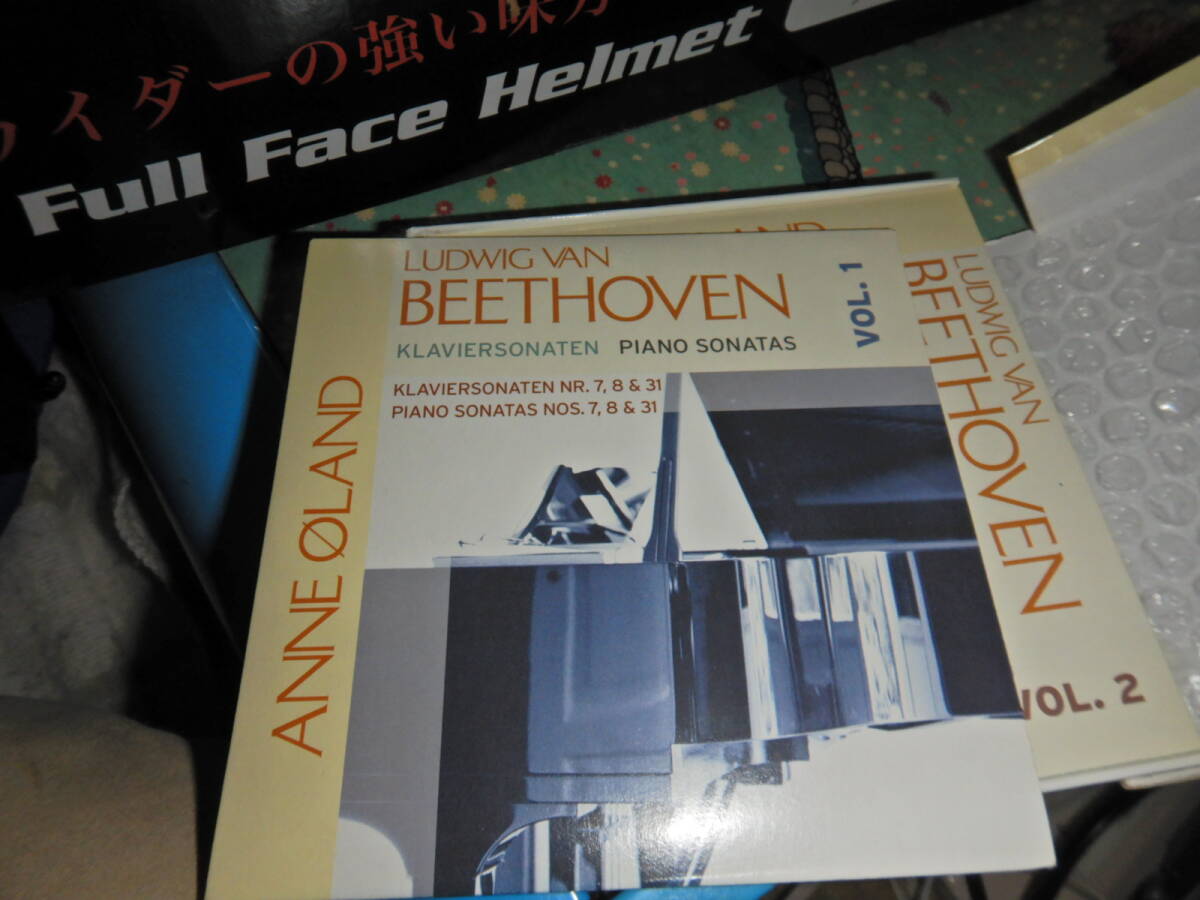 イダーの強い味方
Full Face Helmet
LUDWIG VAN
BEETHOVEN
VOL. 1
KLAVIERSONATEN PIANO SONATAS
KLAVIERSONATEN NR. 7, 8 & 31
PIANO SONATAS NOS. 7, 8 & 31
ANNE ØLAND
LUDWIG VAN
BEETHOVEN
VOL. 2